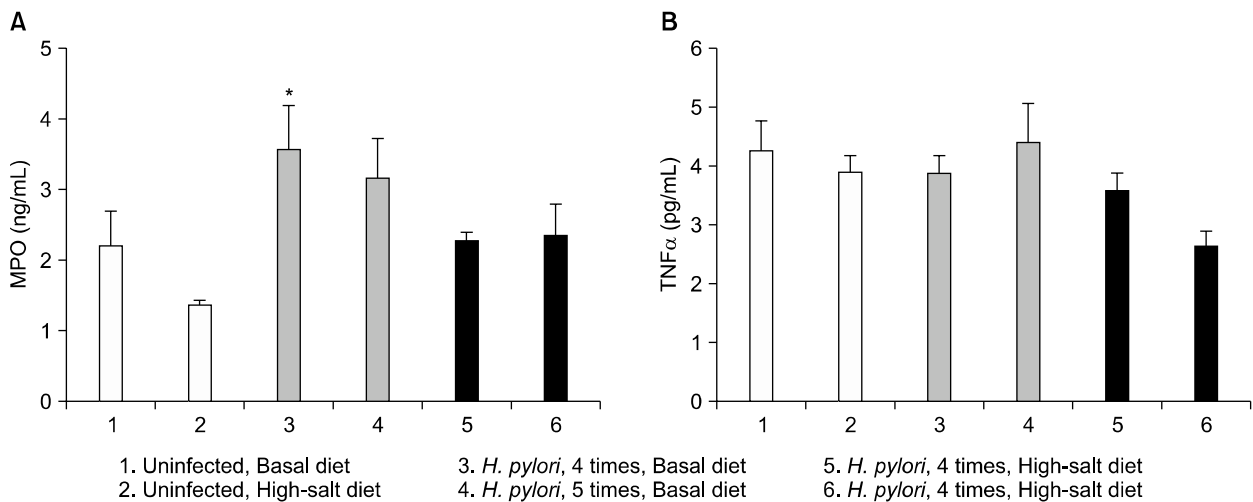 A
B
5
4
3
2
1
0
MPO (ng/mL)
*
1 2 3 4 5 6
6
5
4
3
2
1
0
TNFα (pg/mL)
1 2 3 4 5 6
1. Uninfected, Basal diet
2. Uninfected, High-salt diet
3. H. pylori, 4 times, Basal diet
4. H. pylori, 5 times, Basal diet
5. H. pylori, 4 times, High-salt diet
6. H. pylori, 4 times, High-salt diet